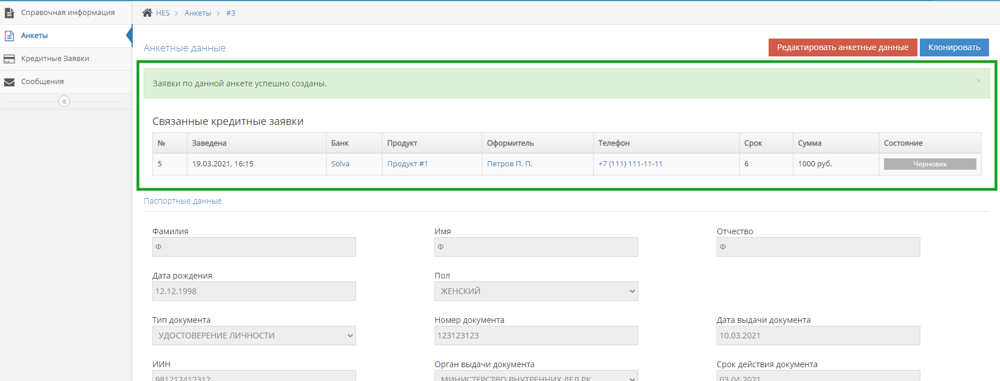 Справочная информация
HES > Анкеты > #3
Анкеты
Кредитные Заявки
Сообщения
Анкетные данные
Редактировать анкетные данные
Клонировать
Заявки по данной анкете успешно созданы.
Связанные кредитные заявки
№ Заведена Банк Продукт Оформитель Телефон Срок Сумма Состояние
5 19.03.2021, 16:15 Solva Продукт #1 Петров П. П. +7 (111) 111-11-11 6 1000 руб. Черновик
Паспортные данные
Фамилия Имя Отчество
Ф Ф Ф
Дата рождения Пол
12.12.1998 ЖЕНСКИЙ
Тип документа Номер документа Дата выдачи документа
УДОСТОВЕРЕНИЕ ЛИЧНОСТИ 123123123 10.03.2021
ИИН Орган выдачи документа Срок действия документа
981212412312 МИНИСТЕРСТВО ВНУТРЕННИХ ДЕЛ РК 03.04.2021